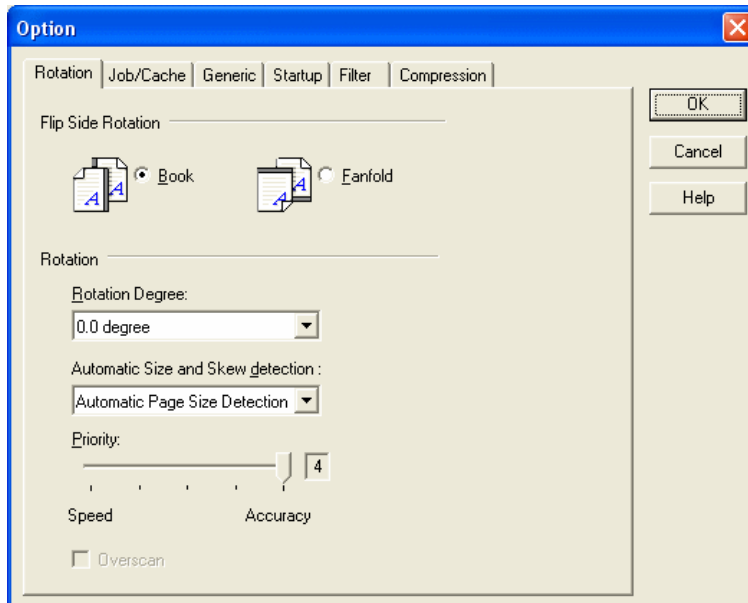 Option
Rotation Job/Cache Generic Startup Filter Compression
OK
Cancel
Help
Flip Side Rotation
A A Book A A Fanfold
Rotation
Rotation Degree:
0.0 degree
Automatic Size and Skew detection :
Automatic Page Size Detection
Priority:
4
Speed Accuracy
Overscan